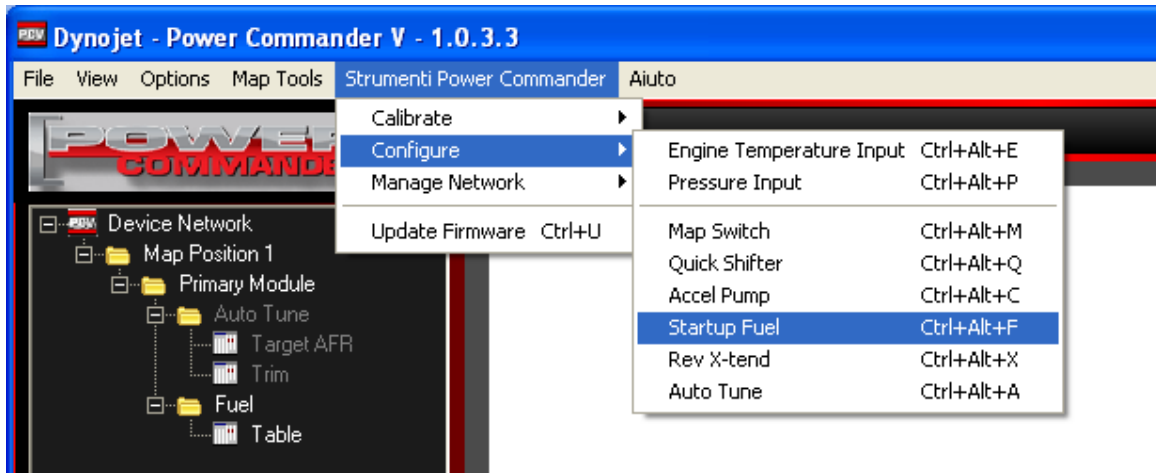 Dynojet - Power Commander V - 1.0.3.3
File View Options Map Tools Strumenti Power Commander Aiuto
POWER
COMMANDE
Calibrate
Configure
Manage Network
Update Firmware Ctrl+U
Engine Temperature Input Ctrl+Alt+E
Pressure Input Ctrl+Alt+P
Map Switch Ctrl+Alt+M
Quick Shifter Ctrl+Alt+Q
Accel Pump Ctrl+Alt+C
Startup Fuel Ctrl+Alt+F
Rev X-tend Ctrl+Alt+X
Auto Tune Ctrl+Alt+A
Device Network
Map Position 1
Primary Module
Auto Tune
Target AFR
Trim
Fuel
Table